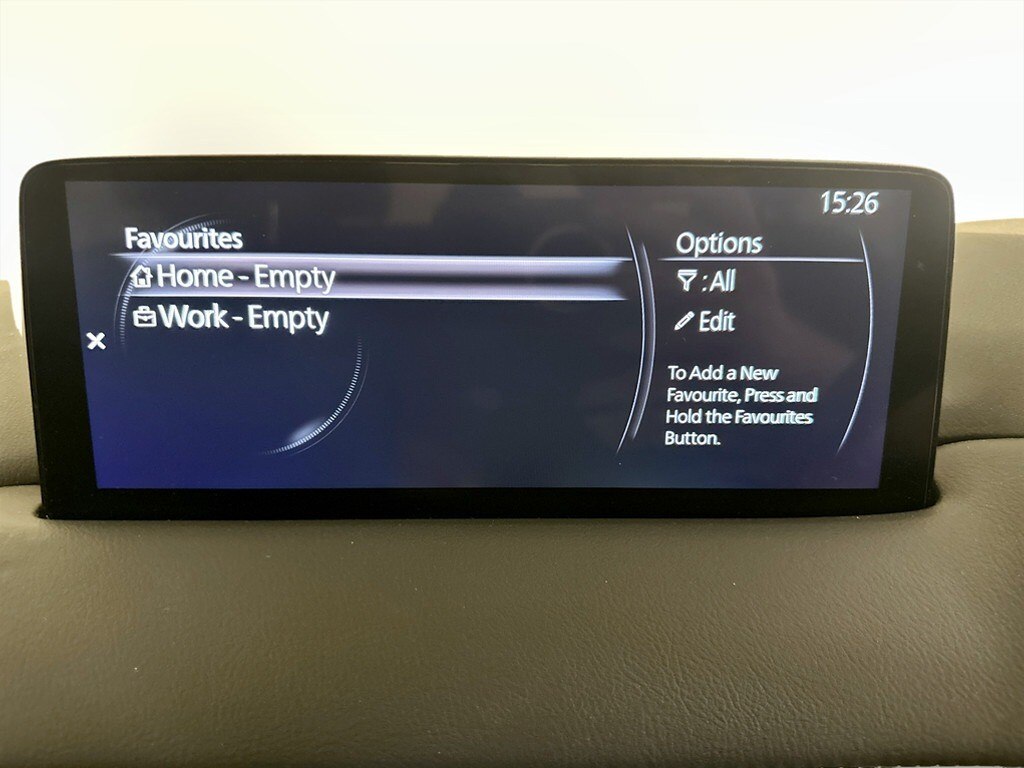 15:26
Favourites
Home - Empty
Work - Empty
Options
: All
Edit
To Add a New
Favourite, Press and
Hold the Favourites
Button.